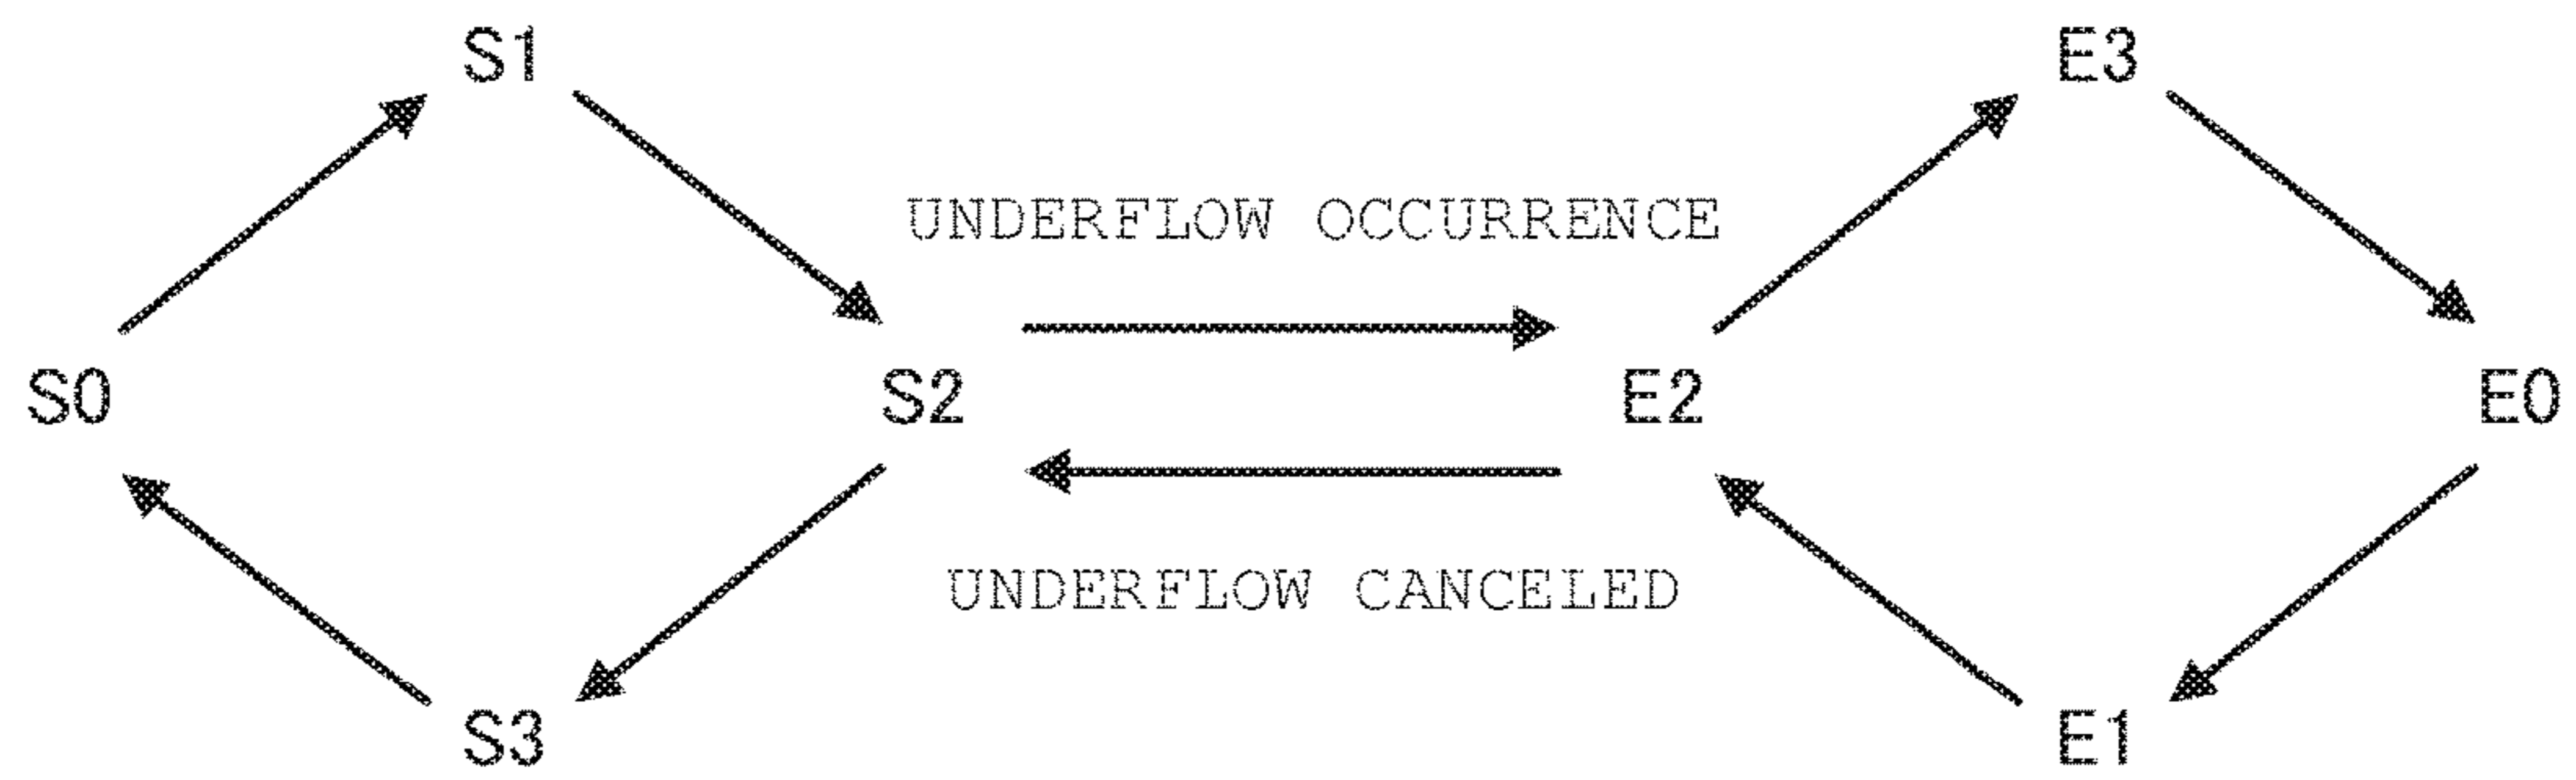 S1
E3
UNDERFLOW OCCURRENCE
S0
S2
E2
E0
UNDERFLOW CANCELED
S3
E1